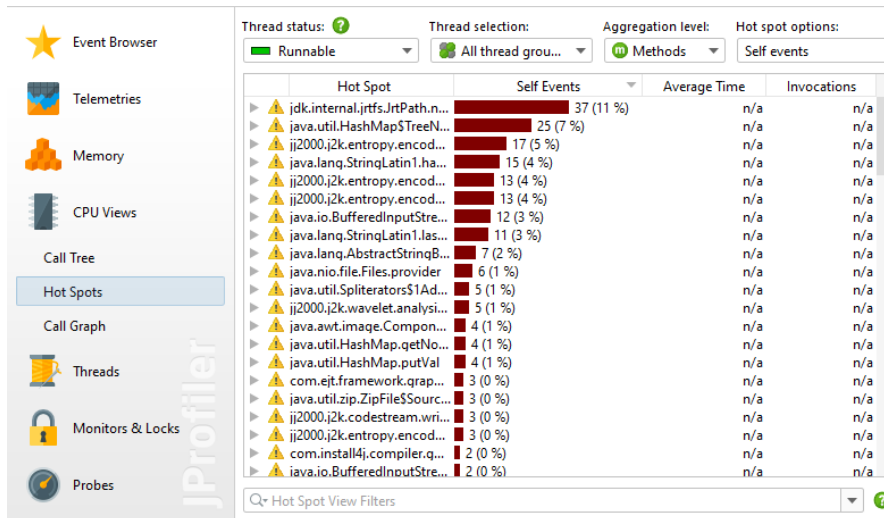 Event Browser
Telemetries
Memory
CPU Views
Call Tree
Hot Spots
Call Graph
Threads
Monitors & Locks
Probes
JProfiler
Thread status: ?
Thread selection:
Aggregation level:
Hot spot options:
Runnable
All thread grou...
m Methods
Self events
Hot Spot Self Events Average Time Invocations
jdk.internal.jrtfs.JrtPath.n... 37 (11 %) n/a n/a
java.util.HashMap$TreeN... 25 (7 %) n/a n/a
jj2000.j2k.entropy.encod... 17 (5 %) n/a n/a
java.lang.StringLatin1.ha... 15 (4 %) n/a n/a
jj2000.j2k.entropy.encod... 13 (4 %) n/a n/a
jj2000.j2k.entropy.encod... 13 (4 %) n/a n/a
java.io.BufferedInputStre... 12 (3 %) n/a n/a
java.lang.StringLatin1.las... 11 (3 %) n/a n/a
java.lang.AbstractStringB... 7 (2 %) n/a n/a
java.nio.file.Files.provider 6 (1 %) n/a n/a
java.util.Spliterators$1Ad... 5 (1 %) n/a n/a
jj2000.j2k.wavelet.analysi... 5 (1 %) n/a n/a
java.awt.image.Compon... 4 (1 %) n/a n/a
java.util.HashMap.getNo... 4 (1 %) n/a n/a
java.util.HashMap.putVal 4 (1 %) n/a n/a
com.ejt.framework.grap... 3 (0 %) n/a n/a
java.util.zip.ZipFile$Sourc... 3 (0 %) n/a n/a
jj2000.j2k.codestream.wri... 3 (0 %) n/a n/a
jj2000.j2k.entropy.encod... 3 (0 %) n/a n/a
com.install4j.compiler.g... 2 (0 %) n/a n/a
java.io.BufferedInputStre... 2 (0 %) n/a n/a
Hot Spot View Filters
?